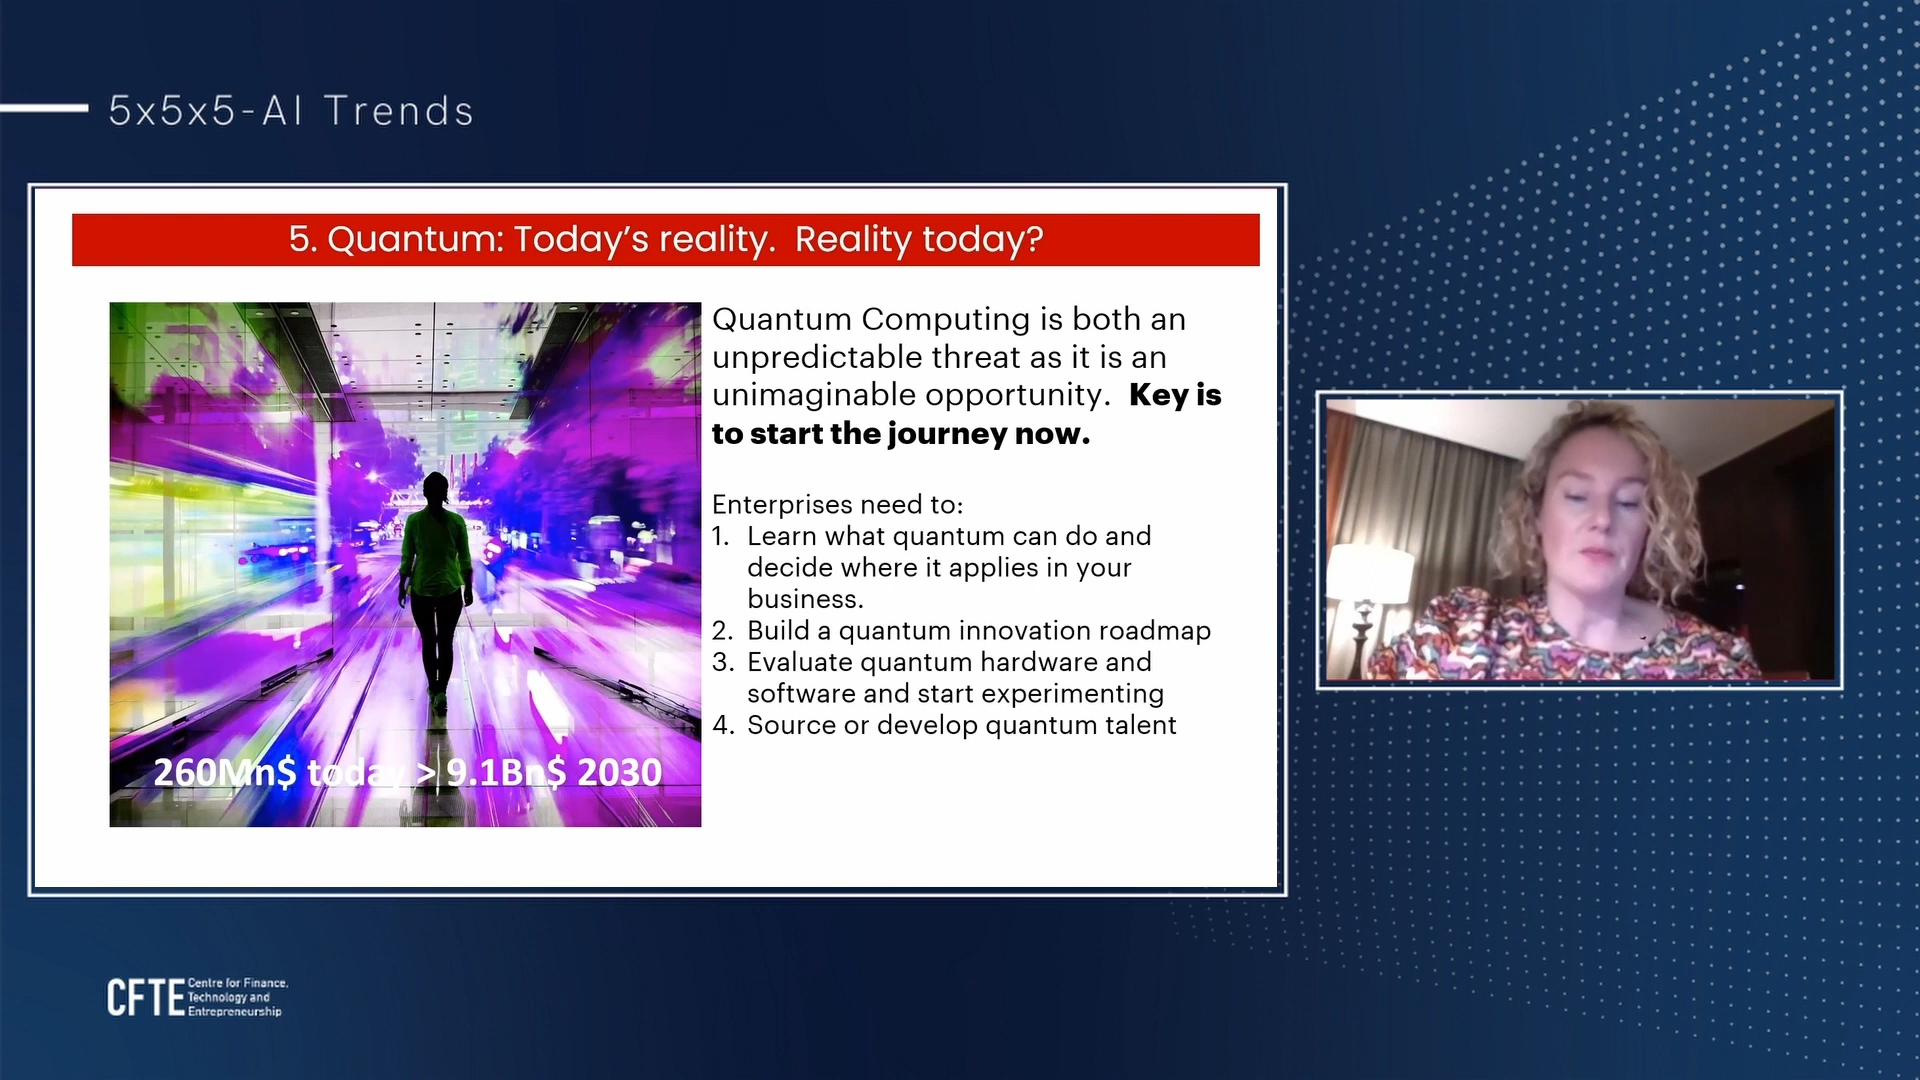 5x5x5-AI Trends
5. Quantum: Today’s reality.  Reality today?
Quantum Computing is both an
unpredictable threat as it is an
unimaginable opportunity.  Key is
to start the journey now.
Enterprises need to:
1. Learn what quantum can do and
decide where it applies in your
business.
2. Build a quantum innovation roadmap
3. Evaluate quantum hardware and
software and start experimenting
4. Source or develop quantum talent
260Mn$ today > 9.1Bn$ 2030
CFTE
Centre for Finance,
Technology and
Entrepreneurship